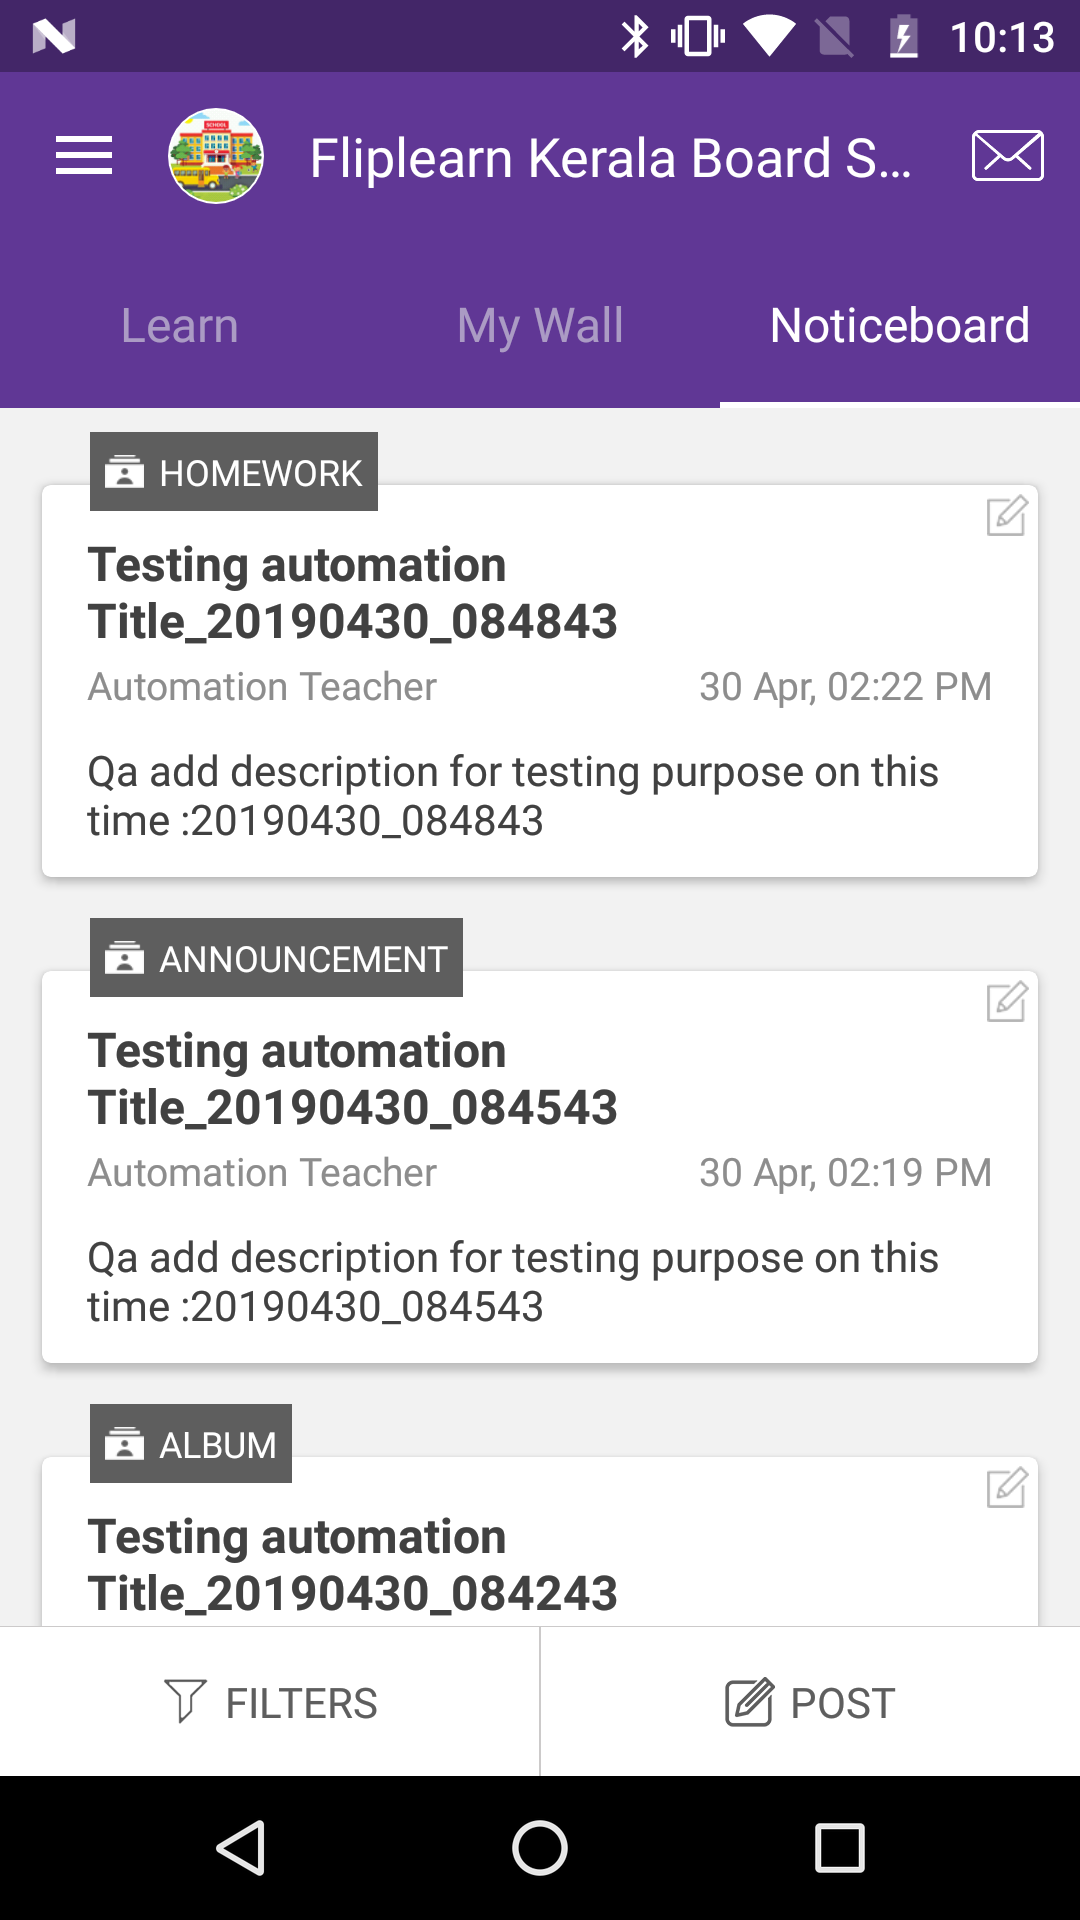 10:13
Fliplearn Kerala Board S...
Learn
My Wall
Noticeboard
HOMEWORK
Testing automation
Title_20190430_084843
Automation Teacher
30 Apr, 02:22 PM
Qa add description for testing purpose on this
time :20190430_084843
ANNOUNCEMENT
Testing automation
Title_20190430_084543
Automation Teacher
30 Apr, 02:19 PM
Qa add description for testing purpose on this
time :20190430_084543
ALBUM
Testing automation
Title_20190430_084243
FILTERS
POST